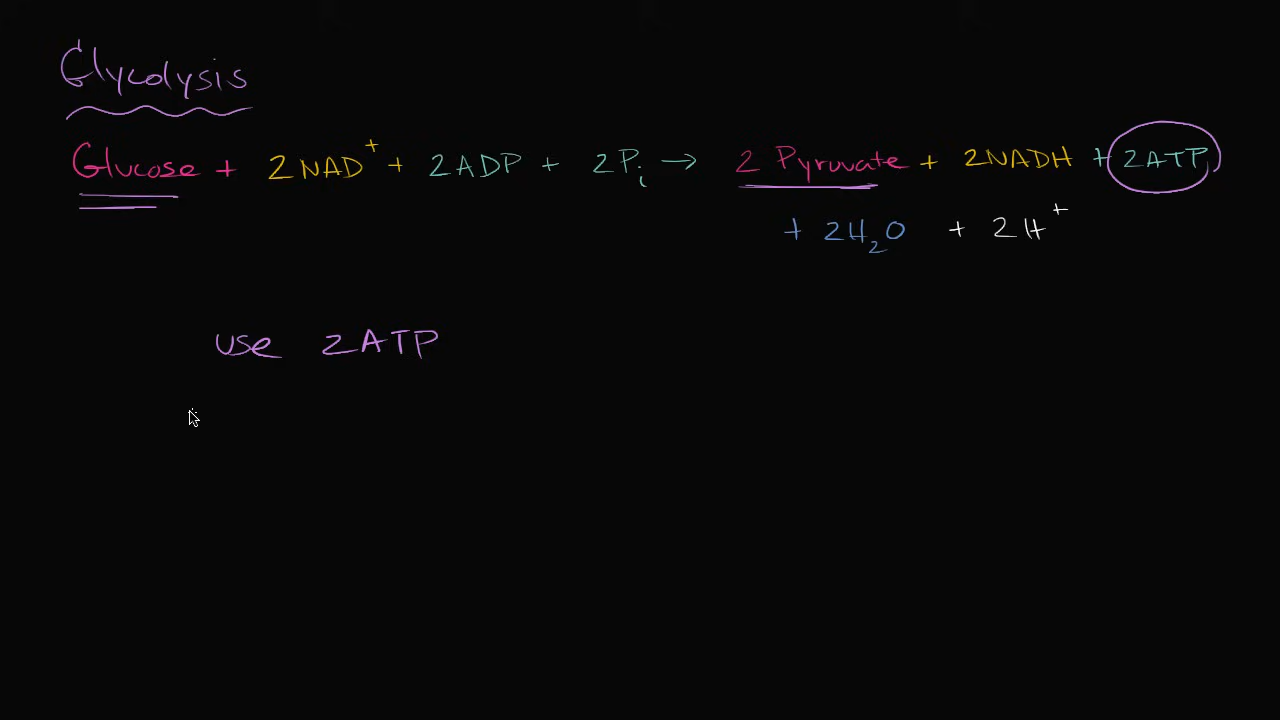 Glycolysis
Glucose + 2NAD⁺ + 2ADP + 2Pᵢ → 2 Pyruvate + 2NADH + 2ATP
+ 2H₂O + 2H⁺
use 2ATP